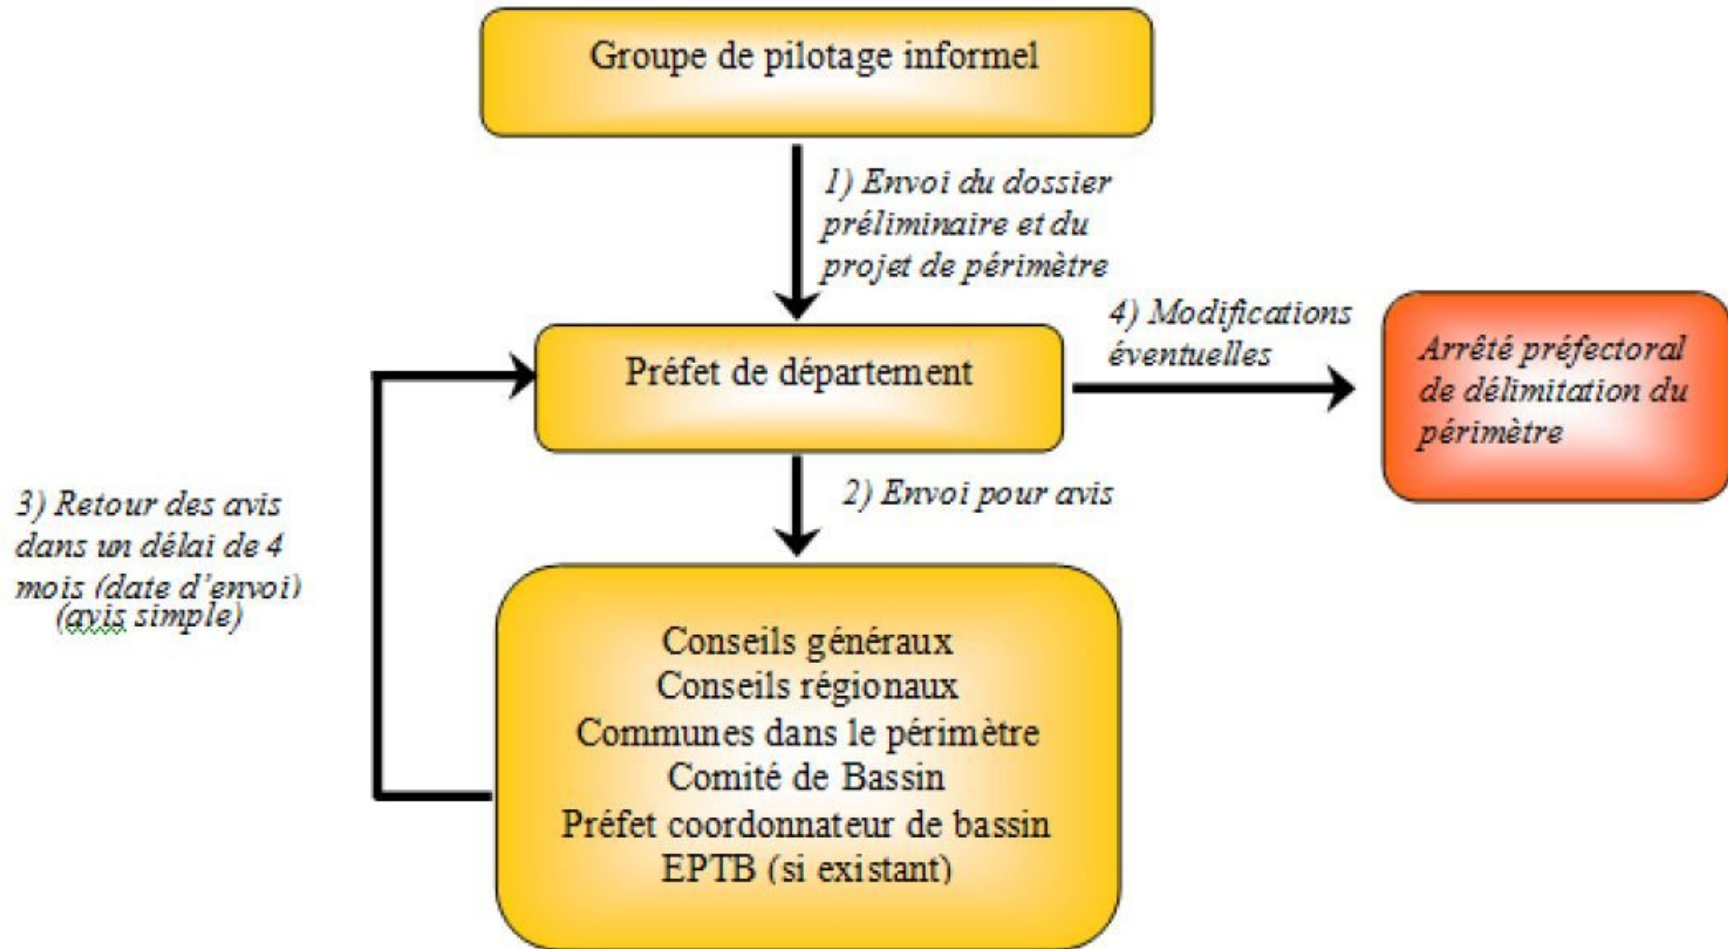 Groupe de pilotage informel
1) Envoi du dossier
préliminaire et du
projet de périmètre
Préfet de département
4) Modifications
éventuelles
Arrêté préfectoral
de délimitation du
périmètre
2) Envoi pour avis
3) Retour des avis
dans un délai de 4
mois (date d'envoi)
(avis simple)
Conseils généraux
Conseils régionaux
Communes dans le périmètre
Comité de Bassin
Préfet coordonnateur de bassin
EPTB (si existant)